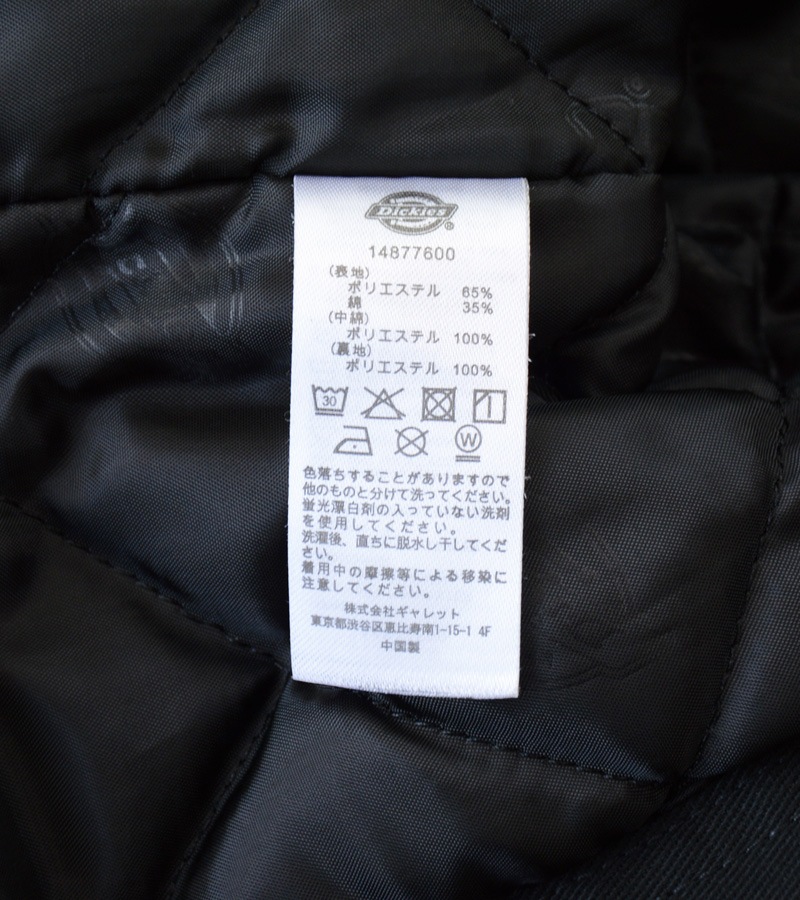 Dickies®
14877600
(表地)
ポリエステル 65%
綿 35%
(中綿)
ポリエステル 100%
(裏地)
ポリエステル 100%
30
W
色落ちすることがありますので
他のものと分けて洗ってください。
蛍光漂白剤の入っていない洗剤
を使用してください。
洗濯後、直ちに脱水し干してくだ
さい。
着用中の摩擦等による移染に
注意してください。
株式会社ギャレット
東京都渋谷区恵比寿南1-15-1 4F
中国製